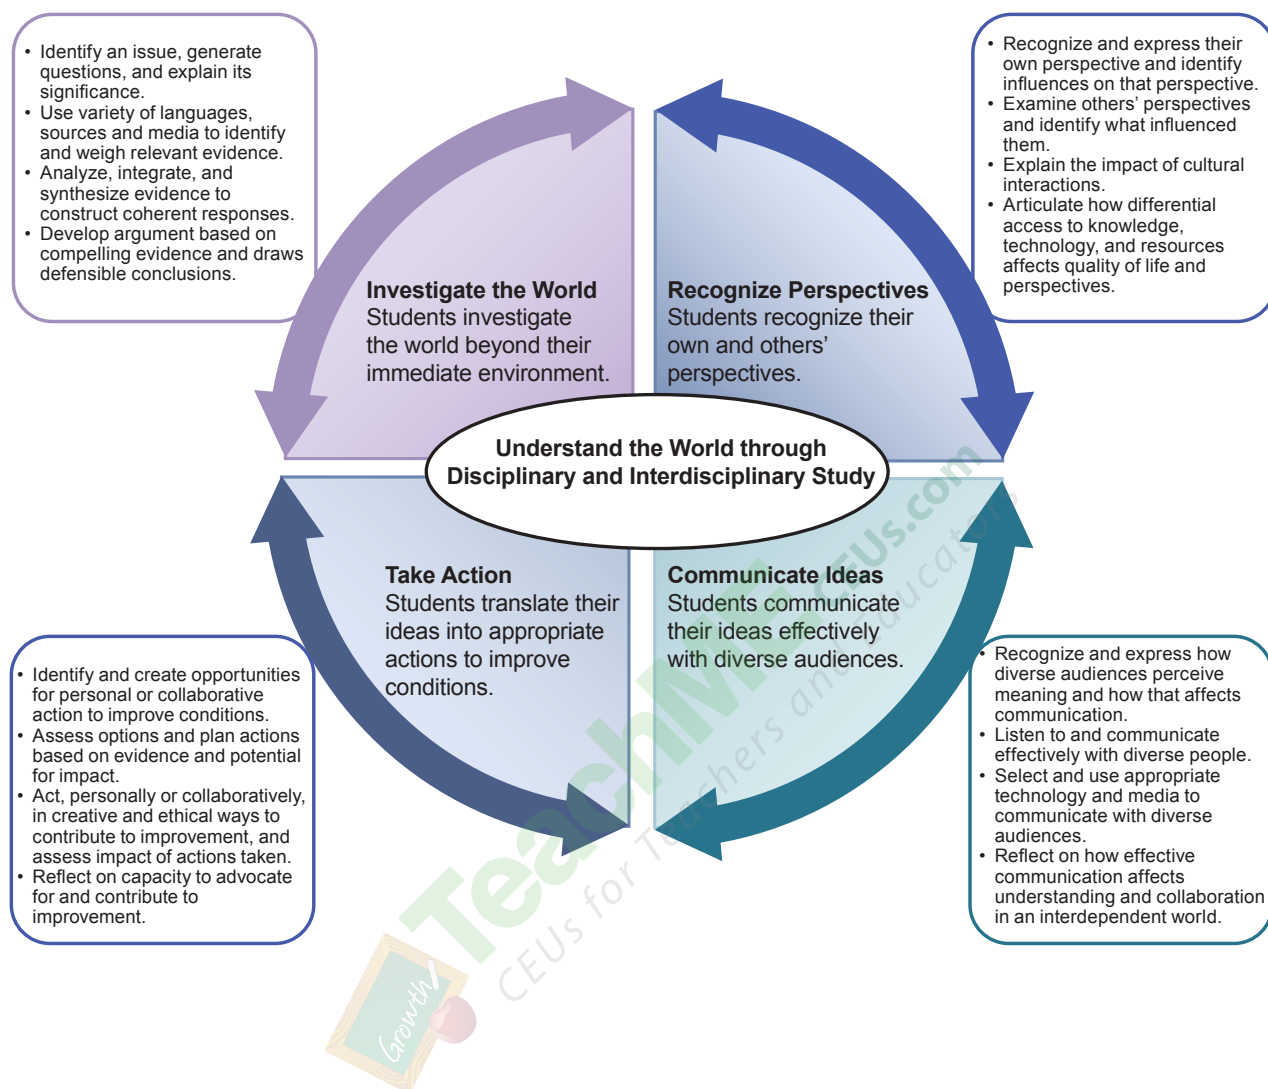 • Identify an issue, generate
questions, and explain its
significance.
• Use variety of languages,
sources and media to identify
and weigh relevant evidence.
• Analyze, integrate, and
synthesize evidence to
construct coherent responses.
• Develop argument based on
compelling evidence and draws
defensible conclusions.
• Recognize and express their
own perspective and identify
influences on that perspective.
• Examine others’ perspectives
and identify what influenced
them.
• Explain the impact of cultural
interactions.
• Articulate how differential
access to knowledge,
technology, and resources
affects quality of life and
perspectives.
Investigate the World
Students investigate
the world beyond their
immediate environment.
Recognize Perspectives
Students recognize their
own and others’
perspectives.
Understand the World through
Disciplinary and Interdisciplinary Study
Take Action
Students translate their
ideas into appropriate
actions to improve
conditions.
Communicate Ideas
Students communicate
their ideas effectively
with diverse audiences.
• Identify and create opportunities
for personal or collaborative
action to improve conditions.
• Assess options and plan actions
based on evidence and potential
for impact.
• Act, personally or collaboratively,
in creative and ethical ways to
contribute to improvement, and
assess impact of actions taken.
• Reflect on capacity to advocate
for and contribute to
improvement.
• Recognize and express how
diverse audiences perceive
meaning and how that affects
communication.
• Listen to and communicate
effectively with diverse people.
• Select and use appropriate
technology and media to
communicate with diverse
audiences.
• Reflect on how effective
communication affects
understanding and collaboration
in an interdependent world.
TeachMECEUs.com
CEUs for Teachers and Educators
Growth!